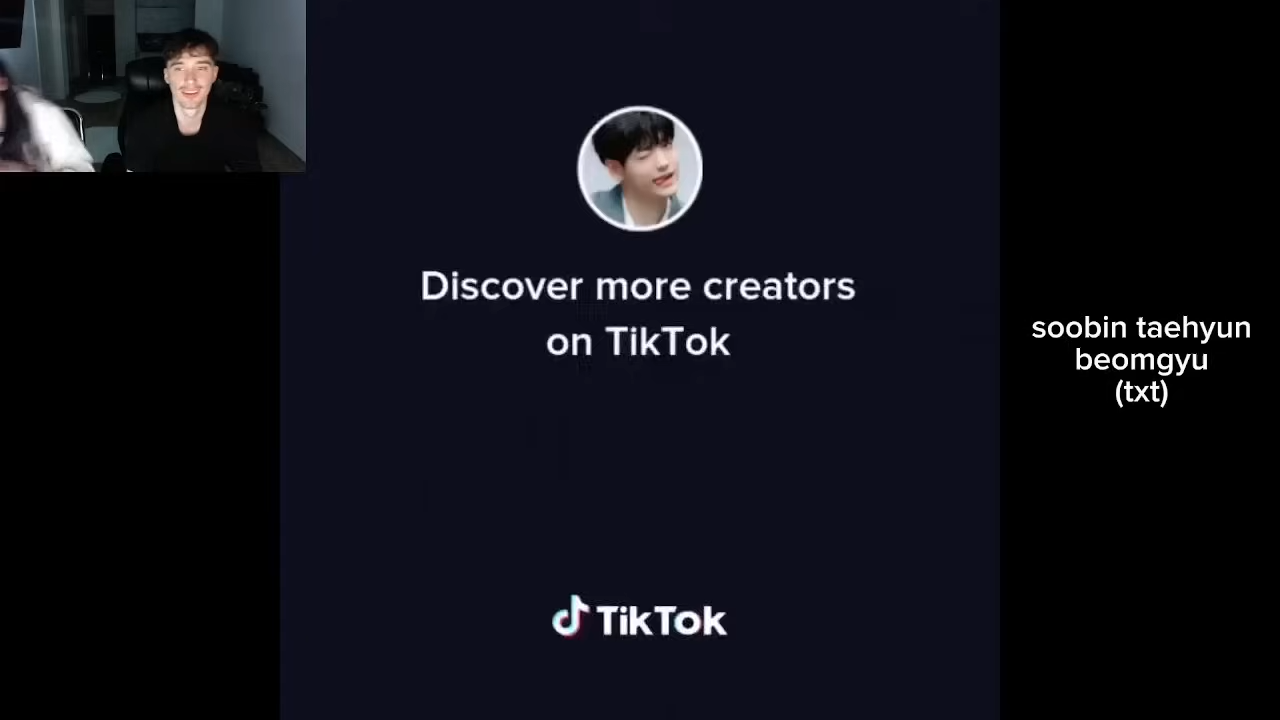 Discover more creators
on TikTok
TikTok
soobin taehyun
beomgyu
(txt)